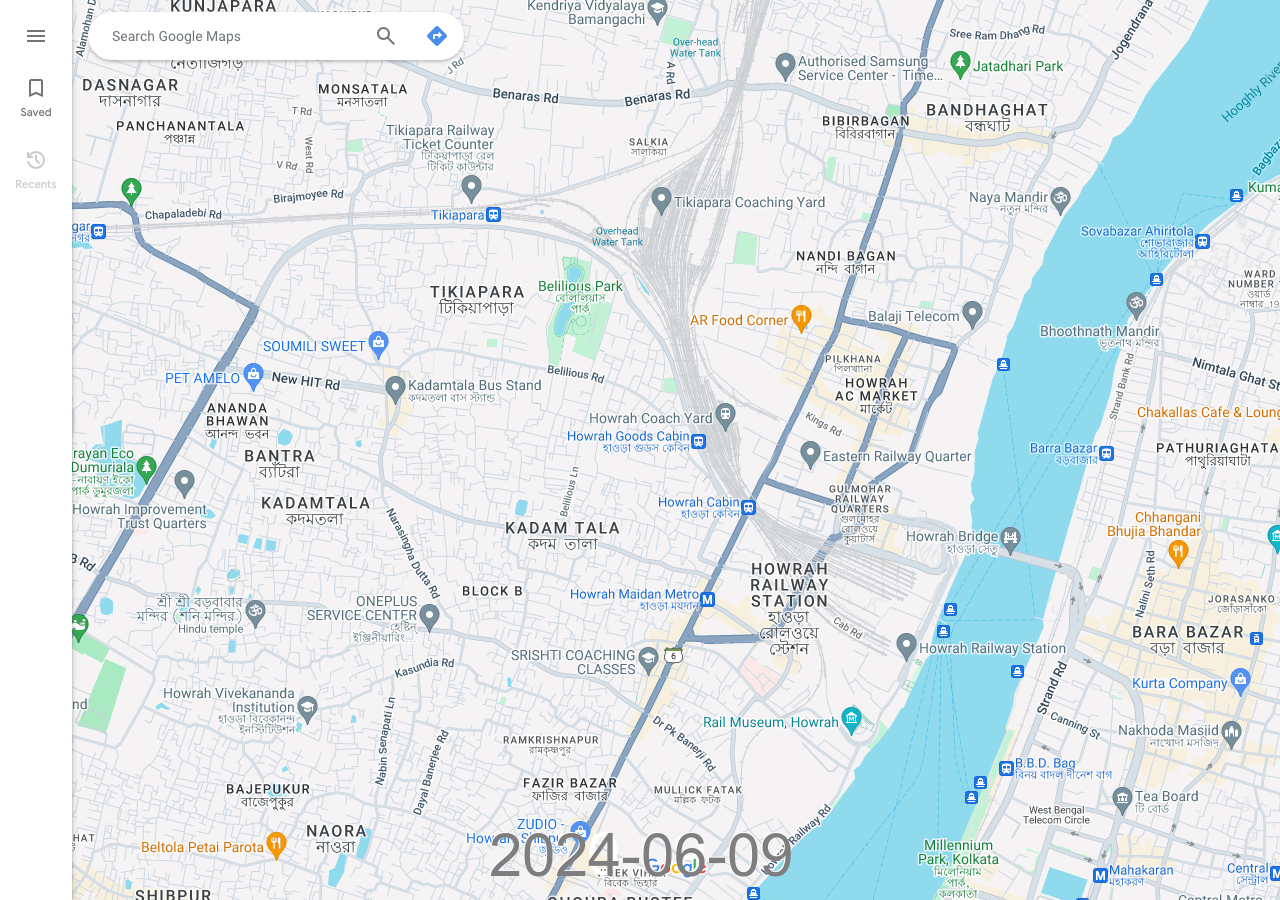 Search Google Maps
Saved
Recents
KUNJAPARA
Kendriya Vidyalaya
Bamangachi
Over-head
Water Tank
Sree Ram Dhang Rd
নেতাজিগড়
J Rd
A Rd
DASNAGAR
দাসনাগার
MONSATALA
মনসাতলা
Benaras Rd
Benaras Rd
Authorised Samsung
Service Center - Time...
Jatadhari Park
Hooghly River
BANDHAGHAT
বন্ধঘাট
BIBIRBAGAN
বিবিরবাগান
PANCHANANTALA
পঞ্চান্ন
T Rd
West Rd
V Rd
Tikiapara Railway
Ticket Counter
টিকিয়াপাড়া রেল
টিকিট কাউন্টার
SALKIA
সালকিয়া
Birajmoyee Rd
Chapaladebi Rd
Tikiapara
Tikiapara Coaching Yard
Naya Mandir
নতুন মন্দির
Overhead
Water Tank
Sovabazar Ahiritola
শোভাবাজার
আহিরিটোলা
NANDI BAGAN
নন্দি বাগান
WARD
NUMBER
ওয়ার্ড
নাম্বার
TIKIAPARA
টিকিয়াপাড়া
Belilious Park
বেলিলিয়াস
পার্ক
AR Food Corner
Balaji Telecom
Bhoothnath Mandir
ভূতনাথ মন্দির
SOUMILI SWEET
PET AMELO
New HIT Rd
Kadamtala Bus Stand
কদমতলা বাস স্ট্যান্ড
Belilious Rd
PILKHANA
পিলখানা
HOWRAH
AC MARKET
মার্কেট
Nimtala Ghat St
Strand Bank Rd
ANANDA
BHAWAN
আনন্দ ভবন
Howrah Coach Yard
Howrah Goods Cabin
হাওড়া গুডস কেবিন
Kings Rd
Chakallas Cafe & Loung
BANTRA
ব্যাঁটরা
Eastern Railway Quarter
Barra Bazar
বড়বাজার
PATHURIAGHATA
পাথুরিয়াঘাটা
rayan Eco
Dumuriala
-নারায়ণ ইকো
পার্ক ডুমুরজলা
Howrah Improvement
Trust Quarters
KADAMTALA
কদমতলা
Belilious Ln
Howrah Cabin
হাওড়া কেবিন
GULMOHAR
RAILWAY
QUARTERS
গুলমোহর
রেলওয়ে
কুয়ার্টার্স
KADAM TALA
কদম তালা
Narasingha Dutta Rd
Howrah Bridge
হাওড়া সেতু
Chhangani
Bhujia Bhandar
B Rd
HOWRAH
RAILWAY
STATION
হাওড়া
রেলওয়ে
স্টেশন
BLOCK B
Howrah Maidan Metro
হাওড়া ময়দান
Nalini Seth Rd
শ্রী শ্রী বড়বাবার
মন্দির (শনি মন্দির)
Hindu temple
ONEPLUS
SERVICE CENTER
Cab Rd
JORASANKO
জোড়াসাঁকো
BARA BAZAR
বড়া বাজার
SRISHTI COACHING
CLASSES
6
Howrah Railway Station
Kasundia Rd
Strand Rd
Kurta Company
Howrah Vivekananda
Institution
হাওড়া বিবেকানন্দ
ইনস্টিটিউশন
Nabin Senapati Ln
Dr Pk Banerji Rd
Rail Museum, Howrah
Canning St
Nakhoda Masjid
নাখোদা মসজিদ
RAMKRISHNAPUR
রামকৃষ্ণপুর
Dayal Banerjee Rd
B.B.D. Bag
বিনয় বাদল দীনেশ বাগ
BAJEPUKUR
বাজেপুকুর
FAZIR BAZAR
ফাজির বাজার
MULLICK FATAK
মল্লিক ফটক
Tea Board
টি বোর্ড
West Bengal
Telecom Circle
NAORA
নাওরা
Beltola Petai Parota
ZUDIO -
Millennium
Park, Kolkata
মিলেনিয়াম
পার্ক,
কলকাতা
2024-06-09
Google
বিবেক ভিহার
Mahakaran
মহাকরণ
Central
সেন্ট্রাল
SHIBPUR